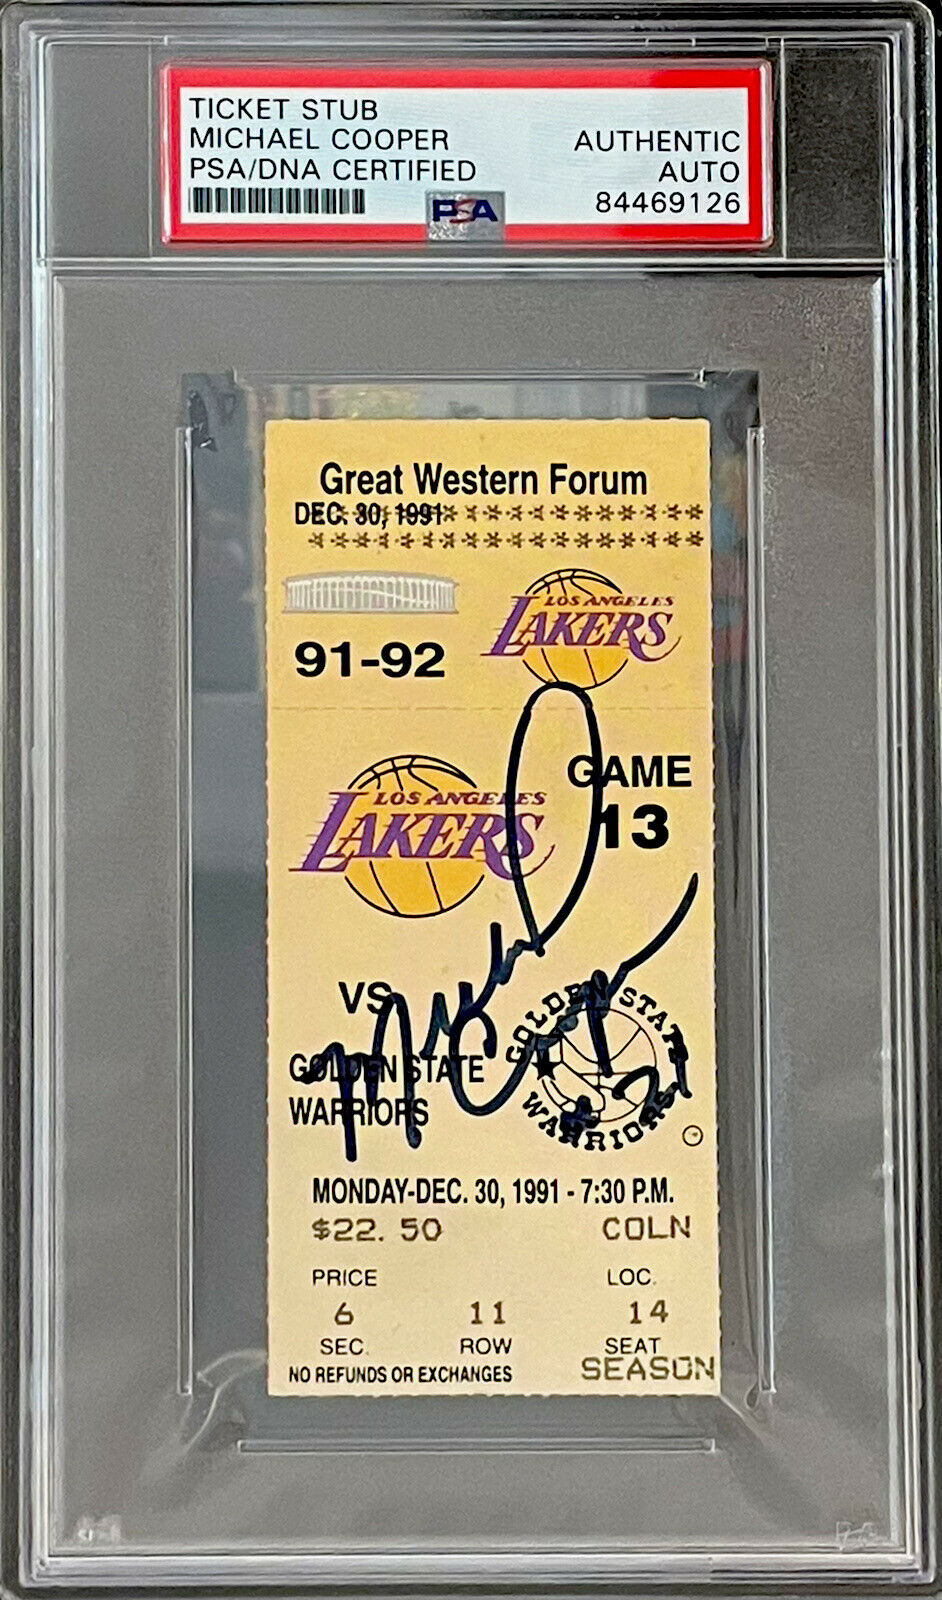 TICKET STUB
MICHAEL COOPER
PSA/DNA CERTIFIED
AUTHENTIC
AUTO
84469126
PSA
Great Western Forum
DEC. 30, 1991
91-92
LOS ANGELES
LAKERS
LOS ANGELES
LAKERS
GAME
13
VS.
GOLDEN STATE
WARRIORS
GOLDEN STATE
WARRIORS
MONDAY-DEC. 30, 1991 - 7:30 P.M.
$22.50 COLN
PRICE LOC.
6 11 14
SEC. ROW SEAT
NO REFUNDS OR EXCHANGES SEASON